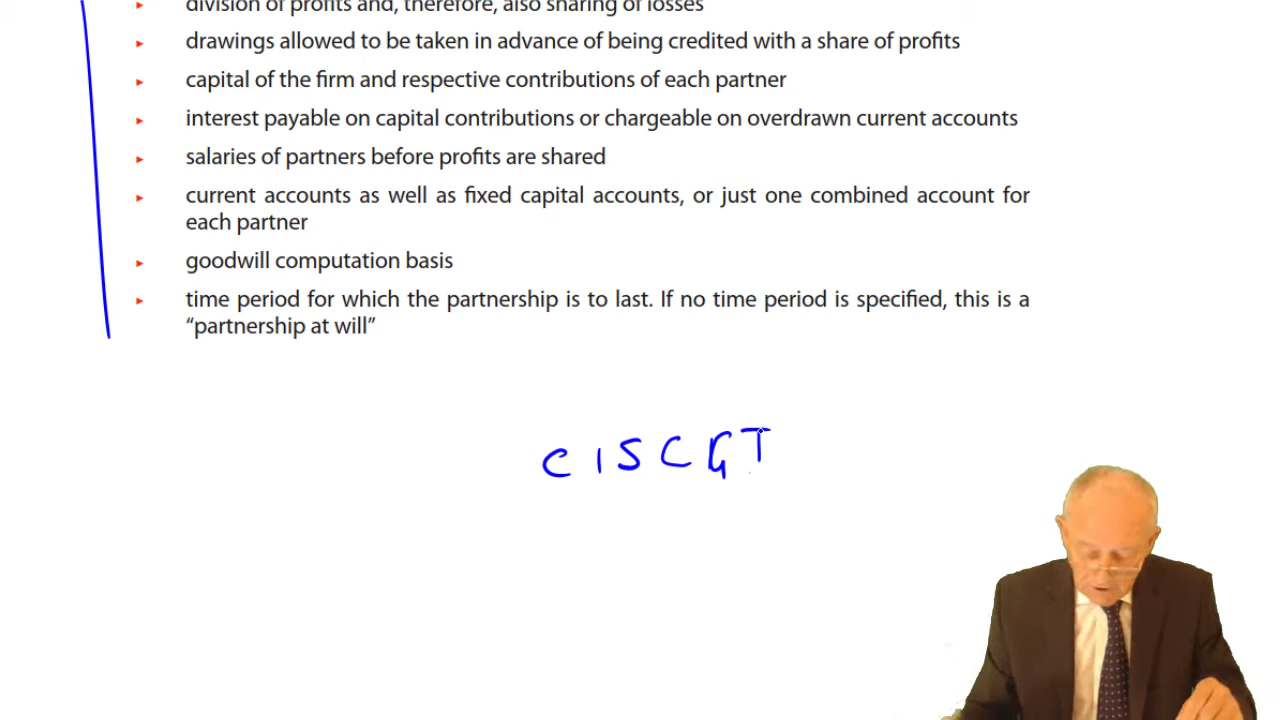 division of profits and, therefore, also sharing of losses
drawings allowed to be taken in advance of being credited with a share of profits
capital of the firm and respective contributions of each partner
interest payable on capital contributions or chargeable on overdrawn current accounts
salaries of partners before profits are shared
current accounts as well as fixed capital accounts, or just one combined account for
each partner
goodwill computation basis
time period for which the partnership is to last. If no time period is specified, this is a
“partnership at will”
C I S C G T